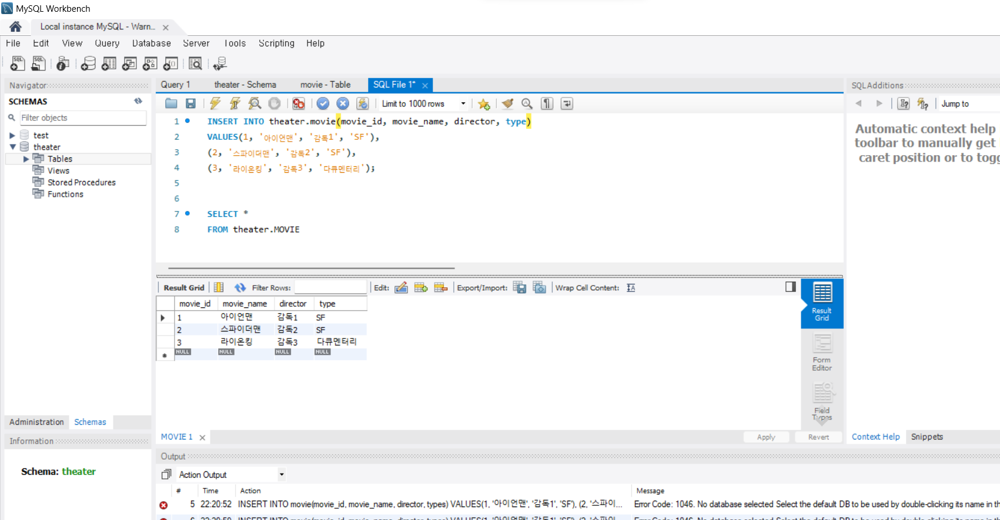 MySQL Workbench
Local instance MySQL - Warn...
File Edit View Query Database Server Tools Scripting Help
Navigator
SCHEMAS
Filter objects
test
theater
Tables
Views
Stored Procedures
Functions
Administration Schemas
Information
Schema: theater
Query 1 theater - Schema movie - Table SQL File 1*
Limit to 1000 rows
1 INSERT INTO theater.movie(movie_id, movie_name, director, type)
2 VALUES(1, '아이언맨', '감독1', 'SF'),
3 (2, '스파이더맨', '감독2', 'SF'),
4 (3, '라이온킹', '감독3', '다큐멘터리');
5
6
7 SELECT *
8 FROM theater.MOVIE
Result Grid Filter Rows: Edit: Export/Import: Wrap Cell Content:
movie_id movie_name director type
1 아이언맨 감독1 SF
2 스파이더맨 감독2 SF
3 라이온킹 감독3 다큐멘터리
NULL NULL NULL NULL
Result
Grid
Form
Editor
Field
Types
MOVIE 1
Apply Revert
SQLAdditions
Jump to
Automatic context help
toolbar to manually get
caret position or to togg
Context Help Snippets
Output
Action Output
# Time Action Message
5 22:20:52 INSERT INTO movie(movie_id, movie_name, director, types) VALUES(1, '아이언맨', '감독1', 'SF'), (2, '스파이... Error Code: 1046. No database selected Select the default DB to be used by double-clicking its name in th